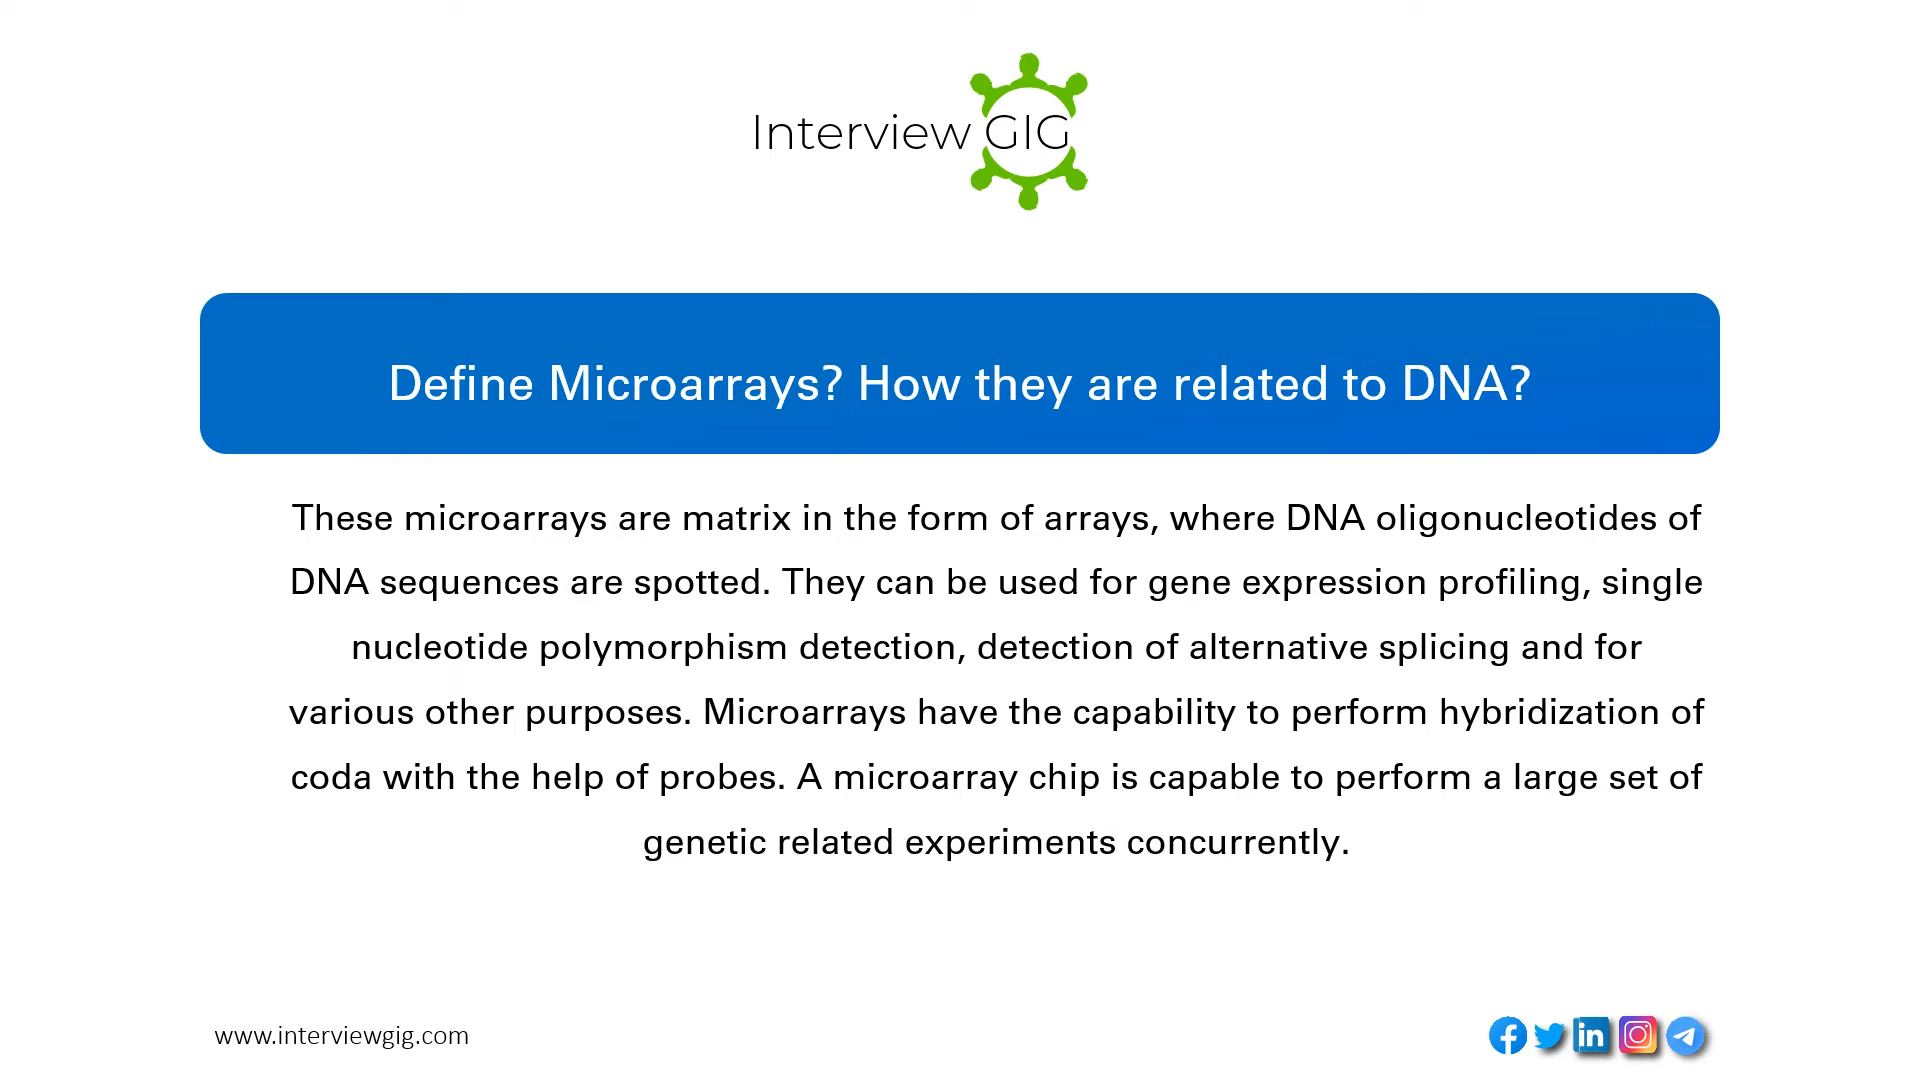 Interview GIG
Define Microarrays? How they are related to DNA?
These microarrays are matrix in the form of arrays, where DNA oligonucleotides of
DNA sequences are spotted. They can be used for gene expression profiling, single
nucleotide polymorphism detection, detection of alternative splicing and for
various other purposes. Microarrays have the capability to perform hybridization of
coda with the help of probes. A microarray chip is capable to perform a large set of
genetic related experiments concurrently.
www.interviewgig.com